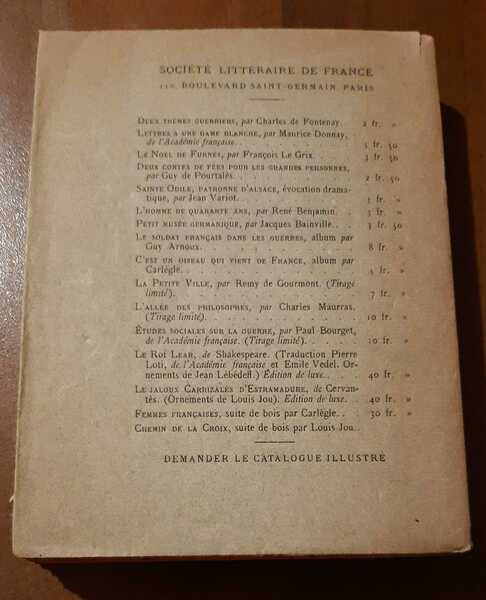 SOCIÉTÉ LITTÉRAIRE DE FRANCE
110, BOULEVARD SAINT-GERMAIN, PARIS
DEUX THÈMES GUERRIERS, par Charles de Fontenay. . 2 fr. »
LETTRES A UNE DAME BLANCHE, par Maurice Donnay,
de l'Académie française. . . . . . 50
LE NOEL DE FURNES, par François Le Grix. . . 3 fr. 50
DEUX CONTES DE FÉES POUR LES GRANDES PERSONNES,
par Guy de Pourtalès. . . . . . 2 fr. 50
SAINTE ODILE, PATRONNE D'ALSACE, évocation drama-
tique, par Jean Variot. . . . . . 3 fr. »
L'HOMME DE QUARANTE ANS, par René Benjamin. . 3 fr. »
PETIT MUSÉE GERMANIQUE, par Jacques Bainville. . 3 fr. 50
LE SOLDAT FRANÇAIS DANS LES GUERRES, album par
Guy Arnoux. . . . . . 8 fr. »
C'EST UN OISEAU QUI VIENT DE FRANCE, album par
Carlègle. . . . . . fr. »
LA PETITE VILLE, par Remy de Gourmont. (Tirage
limité). . . . . . 7 fr. »
L'ALLÉE DES PHILOSOPHES, par Charles Maurras.
(Tirage limité). . . . . . 10 fr. »
ÉTUDES SOCIALES SUR LA GUERRE, par Paul Bourget,
de l'Académie française. (Tirage limité). . . 10 fr. »
LE ROI LEAR, de Shakespeare. (Traduction Pierre
Loti, de l'Académie française et Emile Vedel. Or-
nements de Jean Lébédeff.) Édition de luxe. . . 40 fr. »
LE JALOUX CARRIZALÈS D'ESTRAMADURE, de Cervan-
tès. (Ornements de Louis Jou). Édition de luxe. . 40 fr. »
FEMMES FRANÇAISES, suite de bois par Carlègle. . 30 fr. »
CHEMIN DE LA CROIX, suite de bois par Louis Jou. .
DEMANDER LE CATALOGUE ILLUSTRÉ